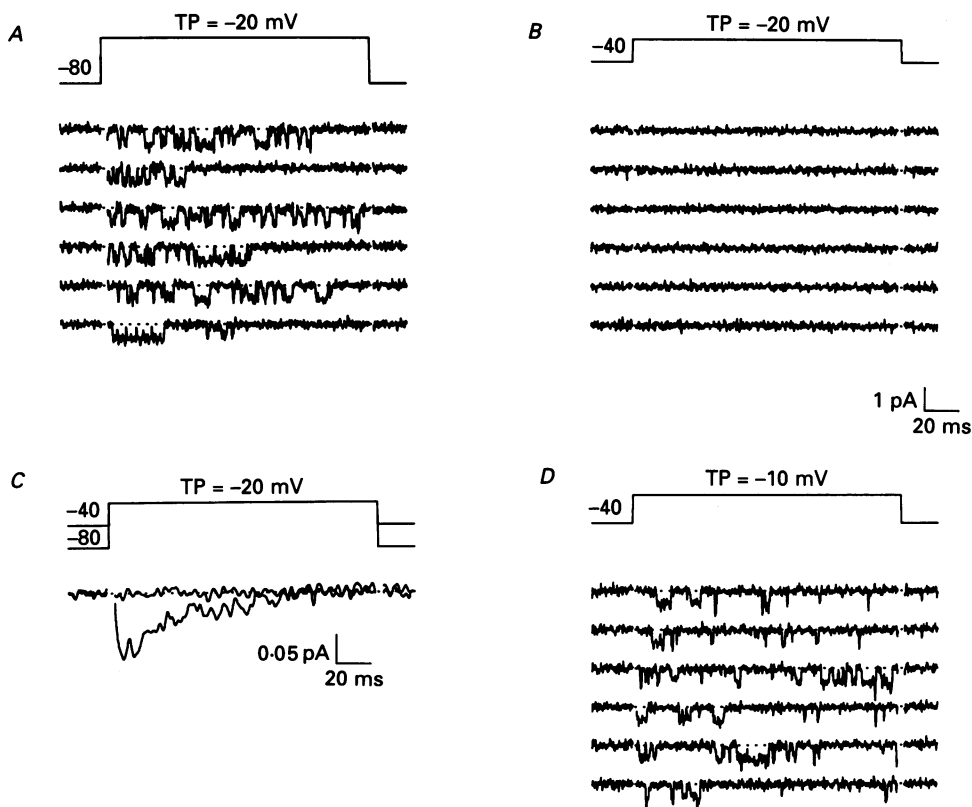 A
TP = –20 mV
–80
B
TP = –20 mV
–40
1 pA
20 ms
C
TP = –20 mV
–40
–80
0·05 pA
20 ms
D
TP = –10 mV
–40